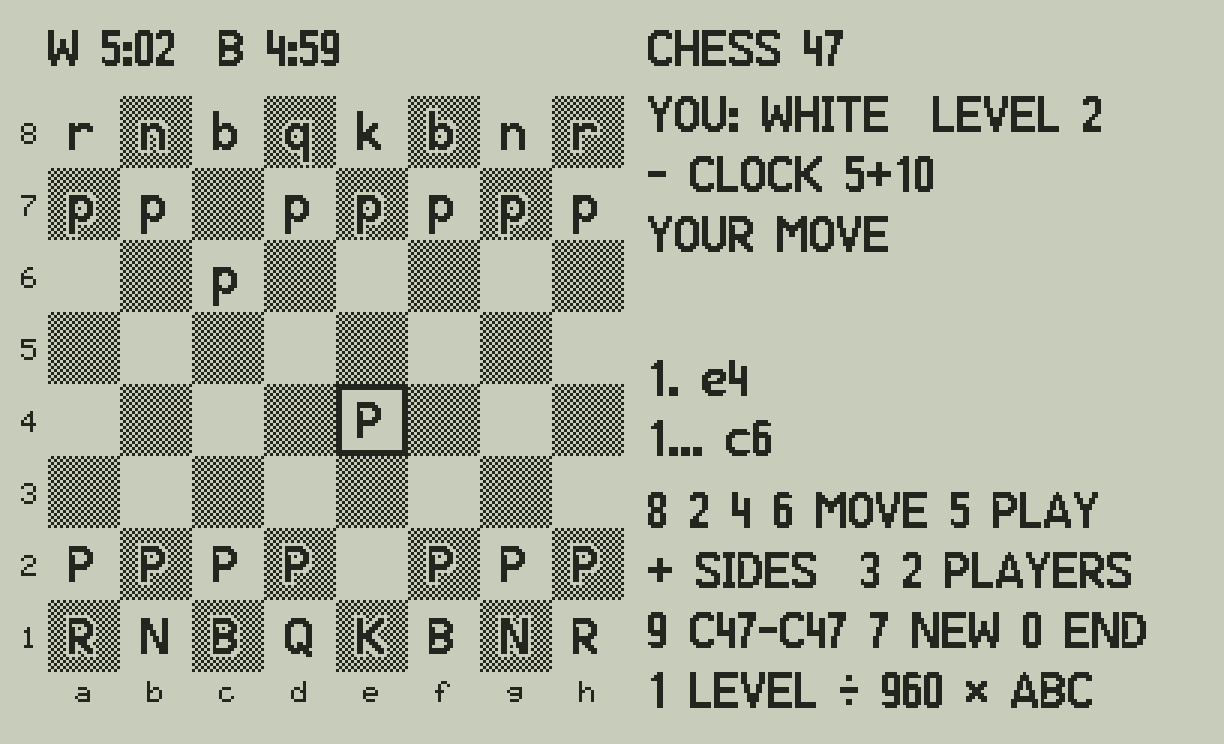 W 5:02 B 4:59
8 r n b q k b n r
7 p p p p p p p
6 p
5
4 P
3
2 P P P P P P P
1 R N B Q K B N R
a b c d e f g h
CHESS 47
YOU: WHITE LEVEL 2
- CLOCK 5+10
YOUR MOVE
1. e4
1... c6
8 2 4 6 MOVE 5 PLAY
+ SIDES 3 2 PLAYERS
9 C47-C47 7 NEW 0 END
1 LEVEL ÷ 960 × ABC